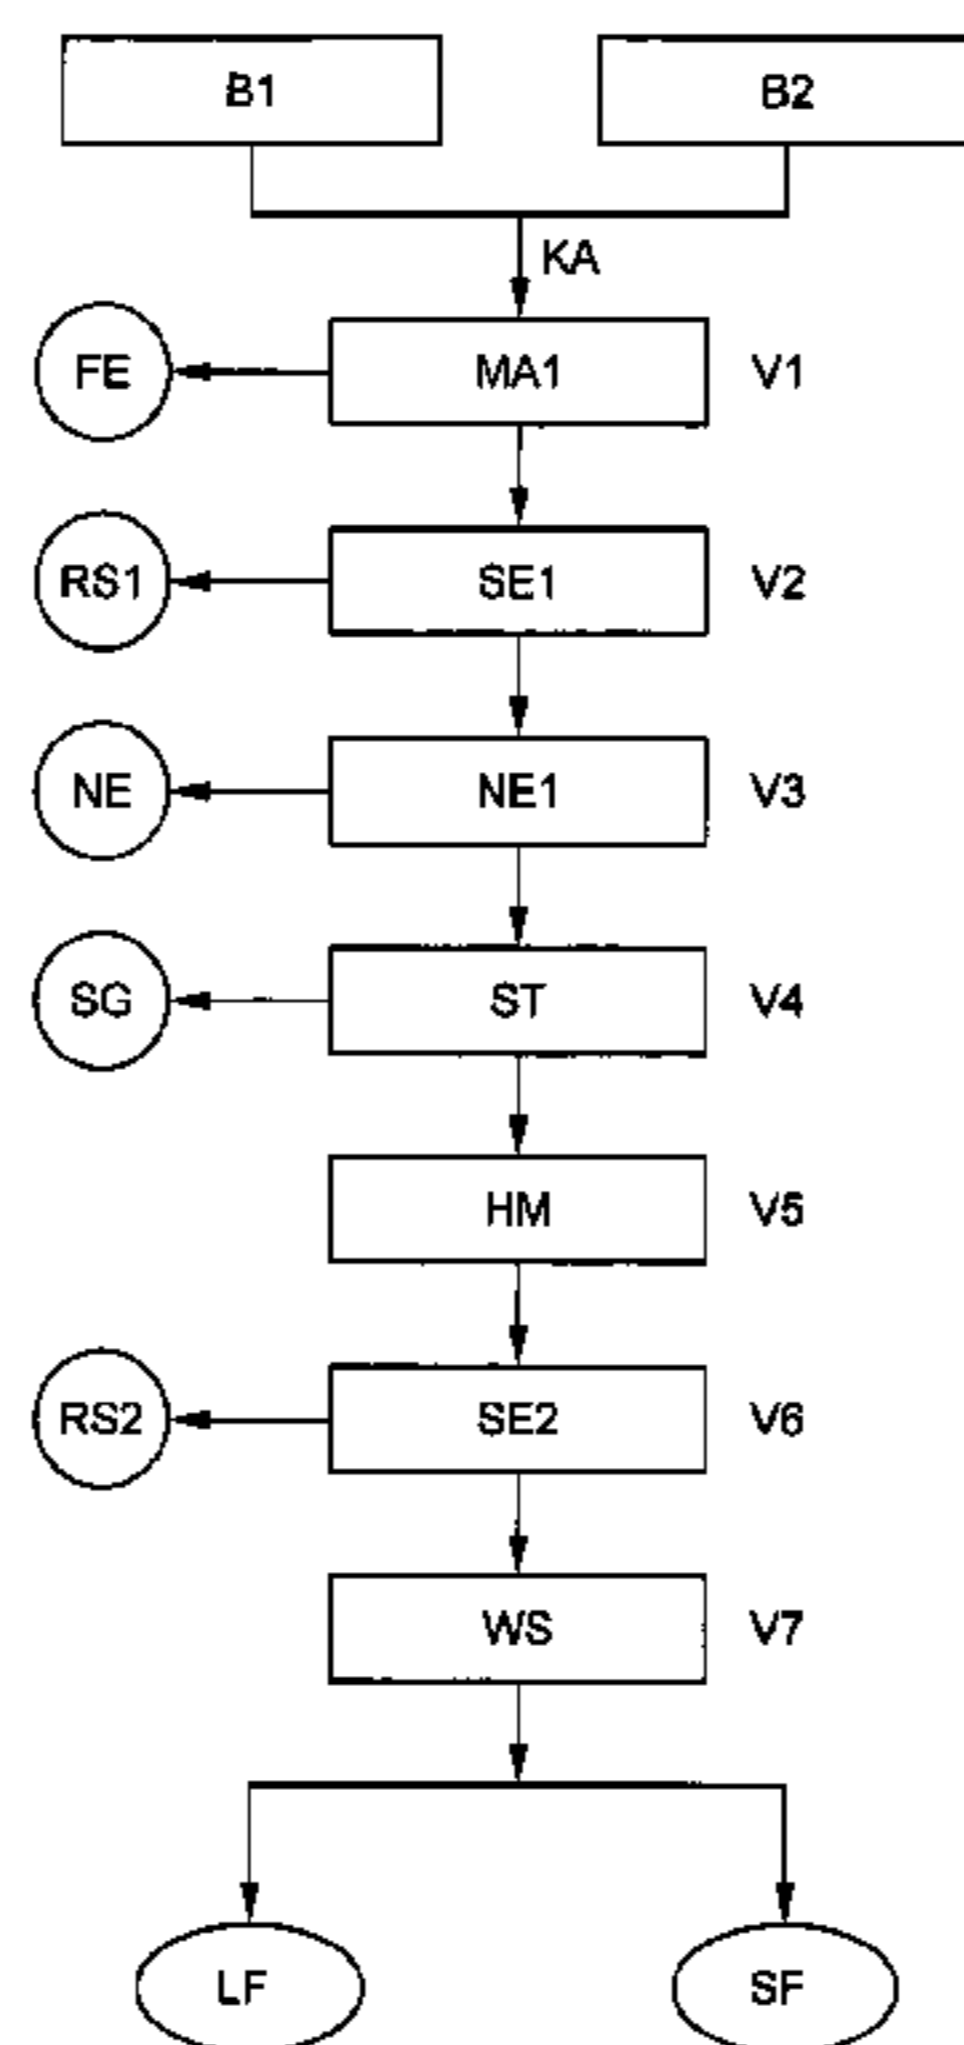 B1 B2
KA
FE MA1 V1
RS1 SE1 V2
NE NE1 V3
SG ST V4
HM V5
RS2 SE2 V6
WS V7
LF SF